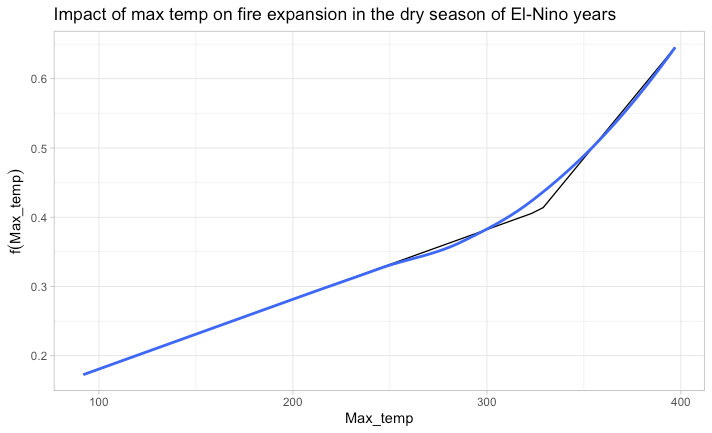 Impact of max temp on fire expansion in the dry season of El-Nino years
f(Max_temp)
0.6
0.5
0.4
0.3
0.2
100 200 300 400
Max_temp